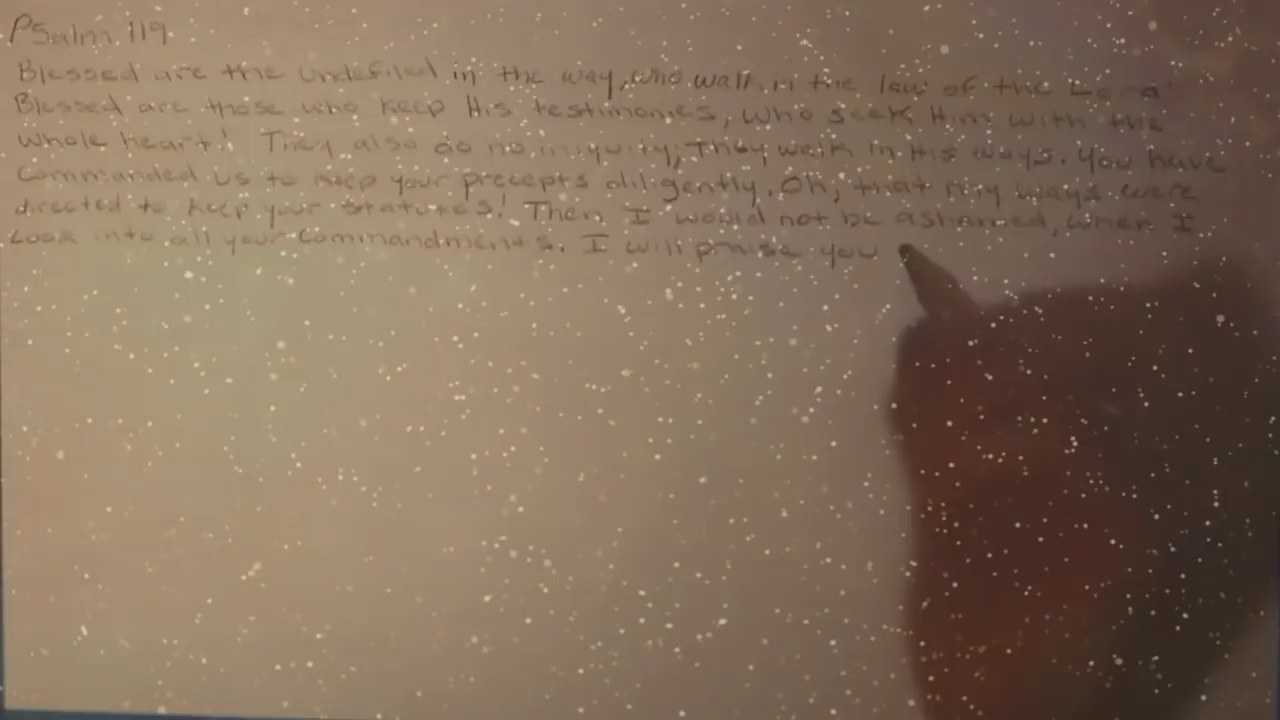 Psalm 119
Blessed are the undefiled in the way, who walk in the law of the Lord!
Blessed are those who keep His testimonies, who seek Him with the
whole heart! They also do no iniquity; They walk in His ways. You have
commanded us to keep your precepts diligently. Oh, that my ways were
directed to keep your statutes! Then I would not be ashamed, when I
Look into all your commandments. I will praise you